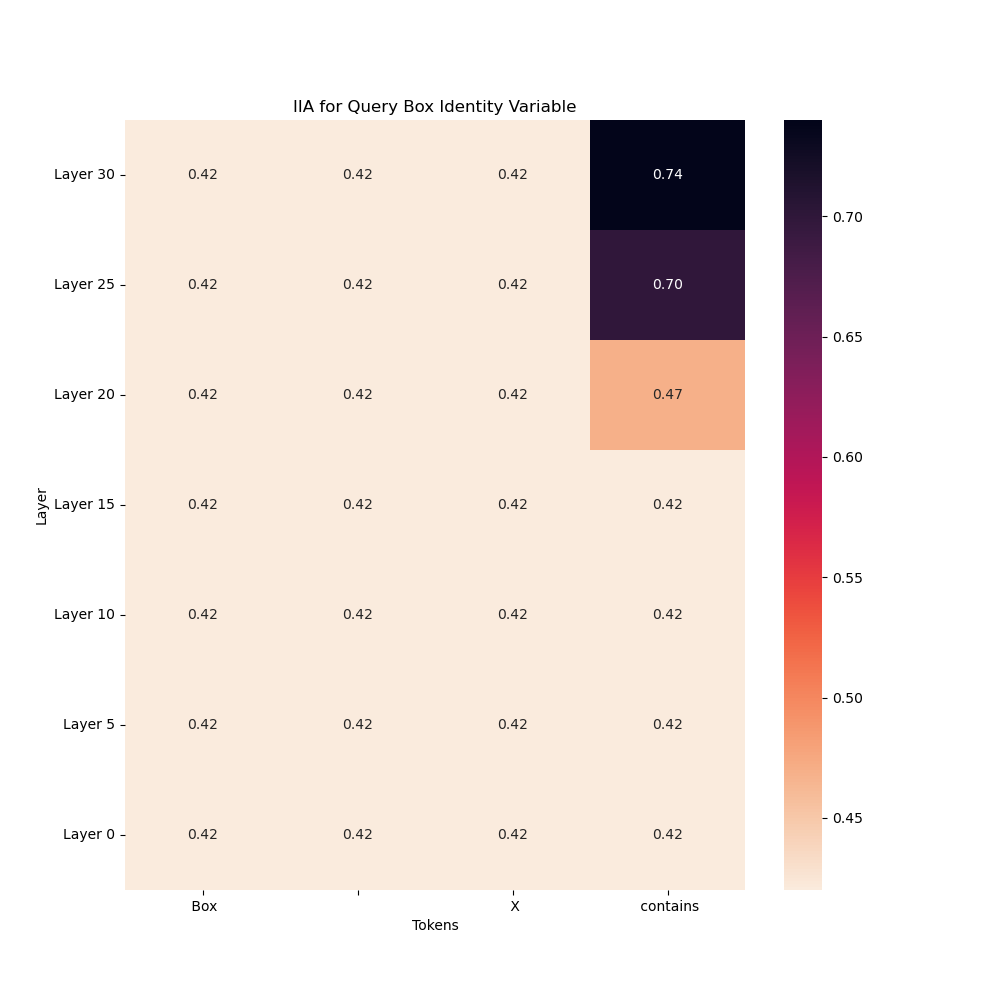 IIA for Query Box Identity Variable
Layer 30 0.42 0.42 0.42 0.74
Layer 25 0.42 0.42 0.42 0.70
Layer 20 0.42 0.42 0.42 0.47
Layer 15 0.42 0.42 0.42 0.42
Layer 10 0.42 0.42 0.42 0.42
Layer 5 0.42 0.42 0.42 0.42
Layer 0 0.42 0.42 0.42 0.42
Layer
Box X contains
Tokens
0.70
0.65
0.60
0.55
0.50
0.45